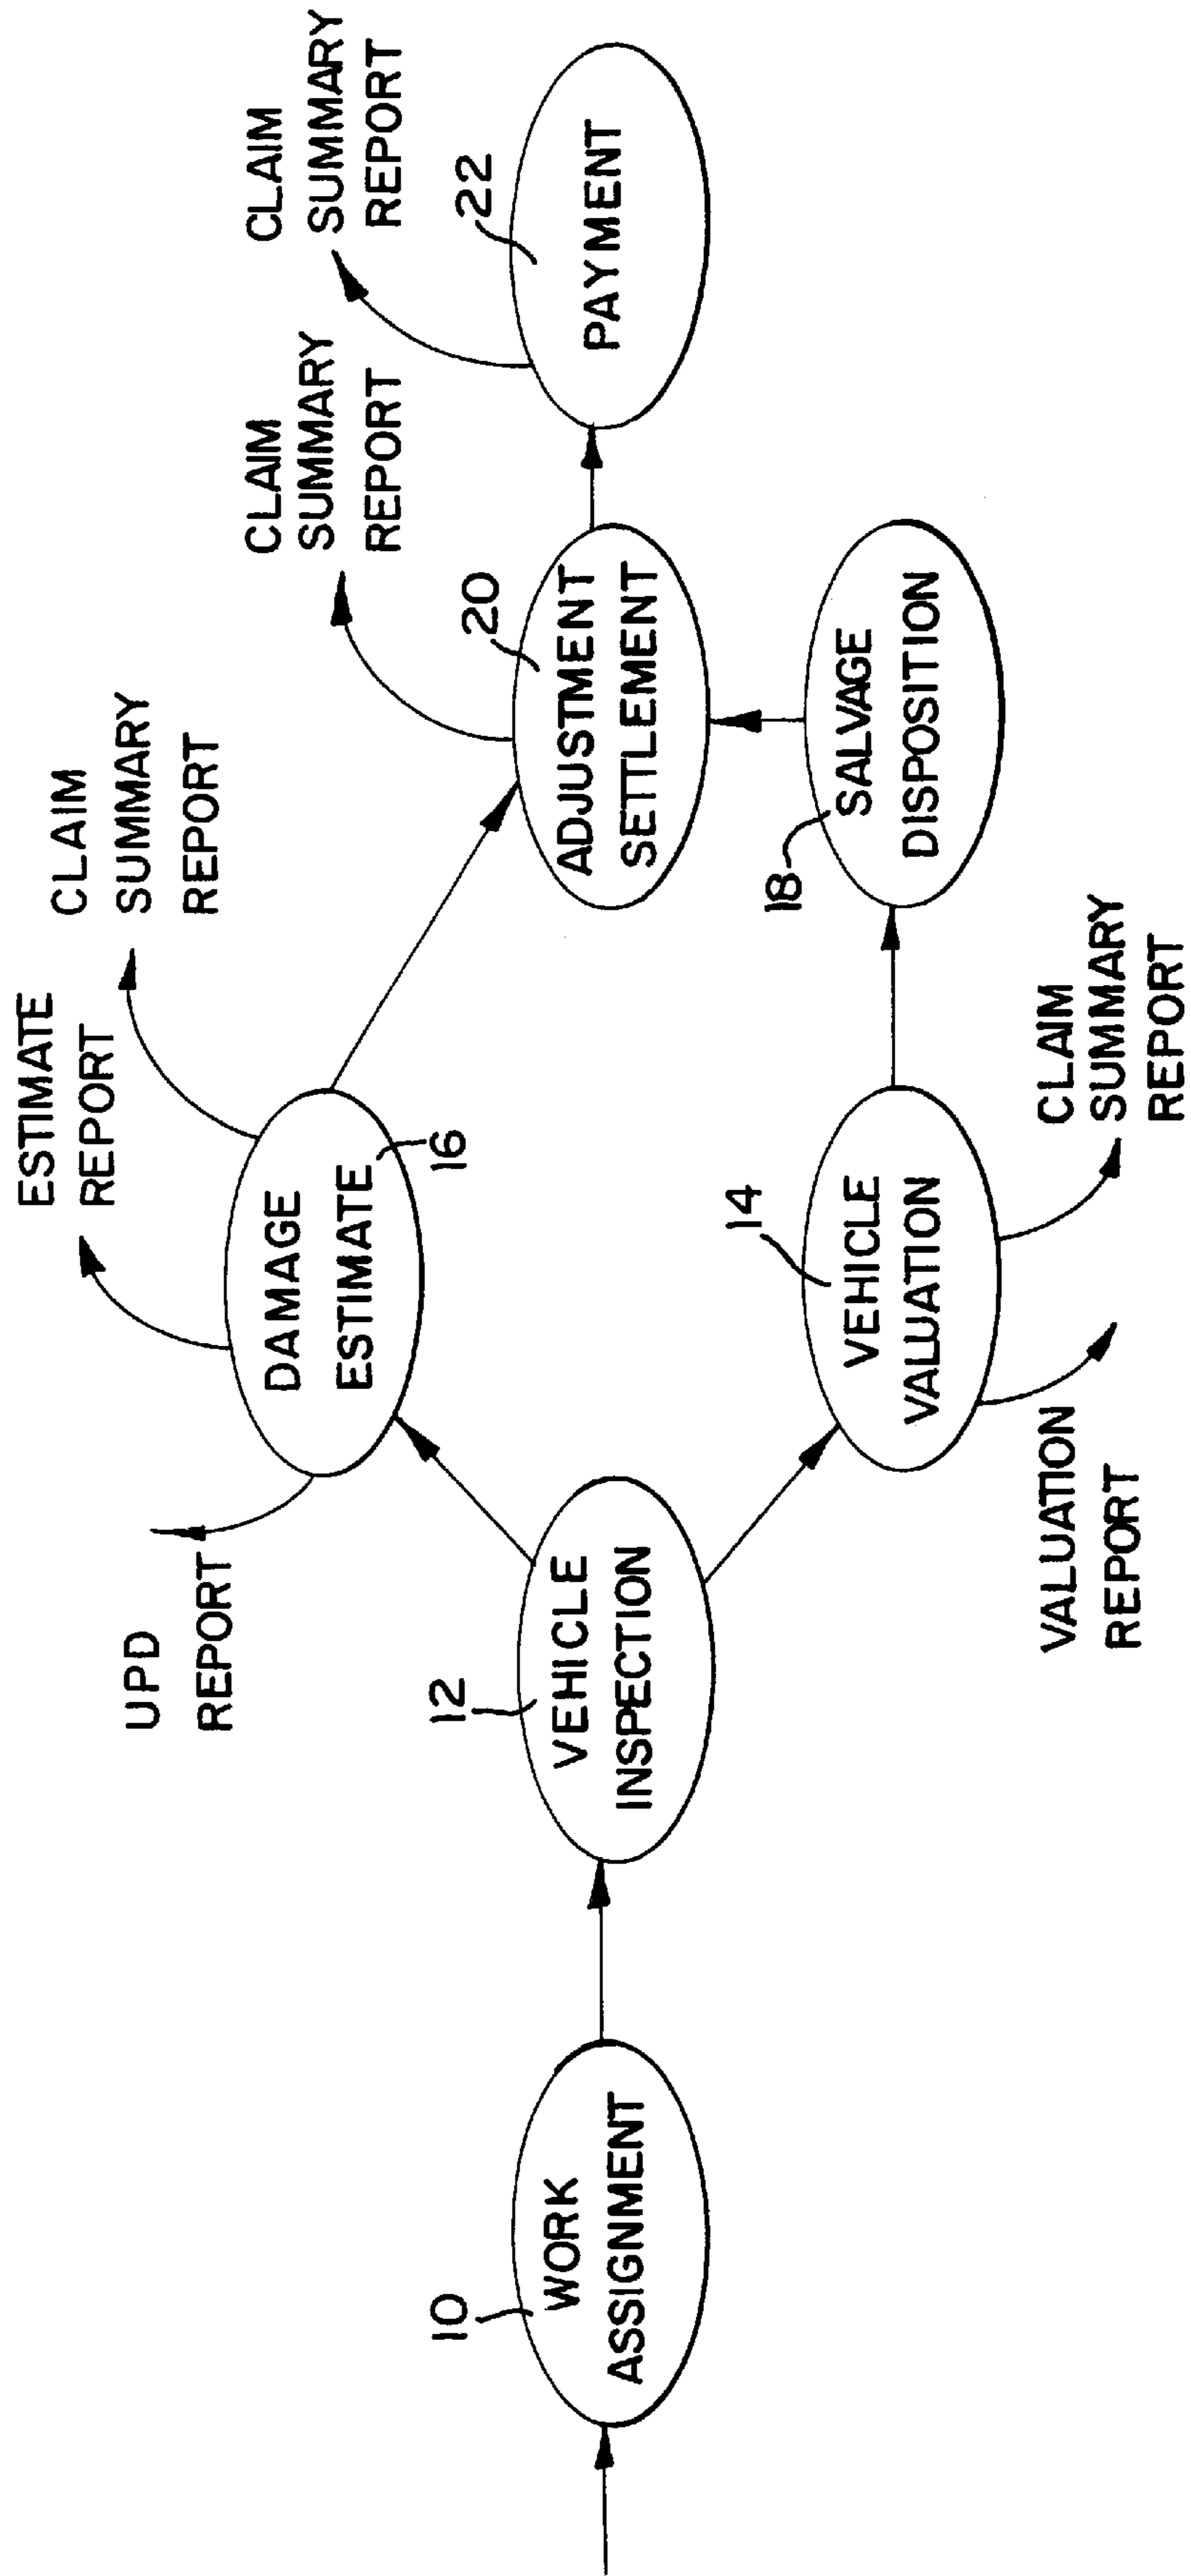 10
WORK
ASSIGNMENT
12
VEHICLE
INSPECTION
UPD
REPORT
DAMAGE
ESTIMATE
16
ESTIMATE
REPORT
CLAIM
SUMMARY
REPORT
14
VEHICLE
VALUATION
VALUATION
REPORT
CLAIM
SUMMARY
REPORT
18
SALVAGE
DISPOSITION
20
ADJUSTMENT
SETTLEMENT
CLAIM
SUMMARY
REPORT
22
PAYMENT
CLAIM
SUMMARY
REPORT